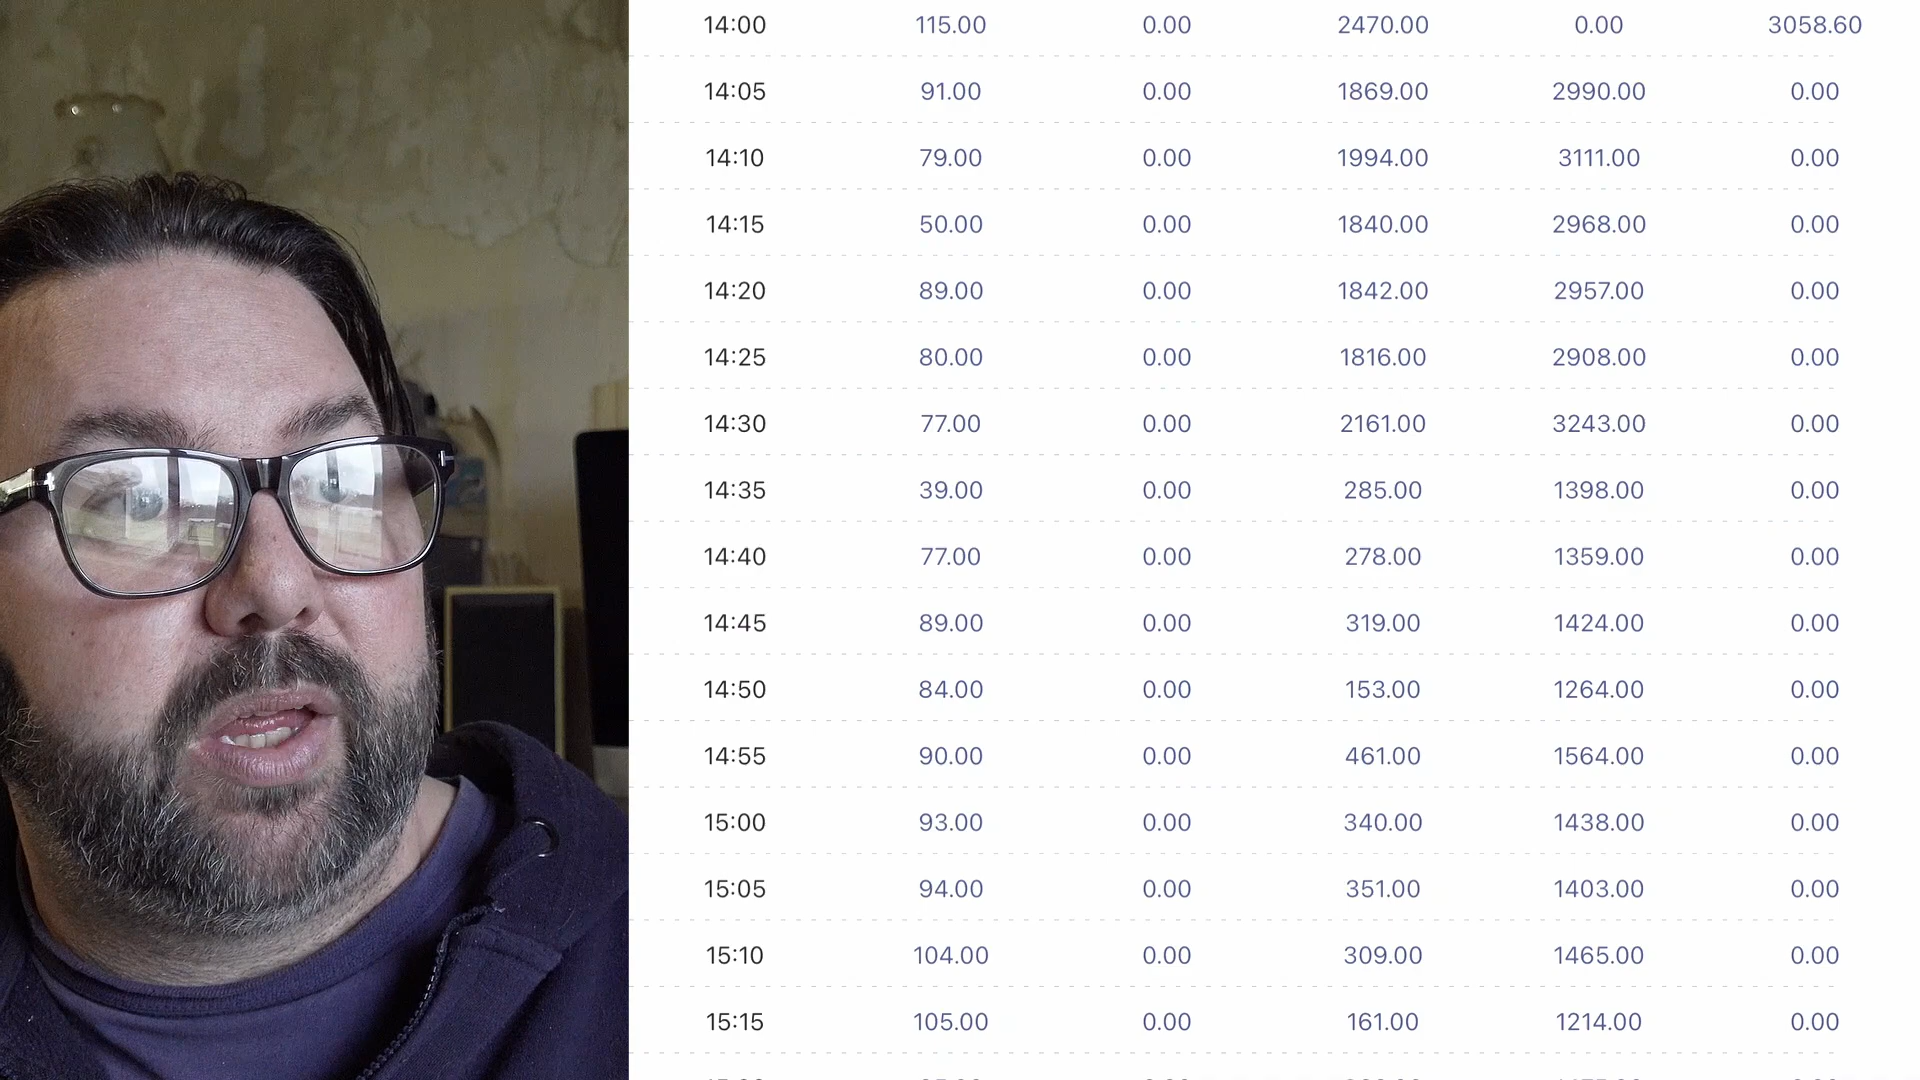 14:00 115.00 0.00 2470.00 0.00 3058.60
14:05 91.00 0.00 1869.00 2990.00 0.00
14:10 79.00 0.00 1994.00 3111.00 0.00
14:15 50.00 0.00 1840.00 2968.00 0.00
14:20 89.00 0.00 1842.00 2957.00 0.00
14:25 80.00 0.00 1816.00 2908.00 0.00
14:30 77.00 0.00 2161.00 3243.00 0.00
14:35 39.00 0.00 285.00 1398.00 0.00
14:40 77.00 0.00 278.00 1359.00 0.00
14:45 89.00 0.00 319.00 1424.00 0.00
14:50 84.00 0.00 153.00 1264.00 0.00
14:55 90.00 0.00 461.00 1564.00 0.00
15:00 93.00 0.00 340.00 1438.00 0.00
15:05 94.00 0.00 351.00 1403.00 0.00
15:10 104.00 0.00 309.00 1465.00 0.00
15:15 105.00 0.00 161.00 1214.00 0.00